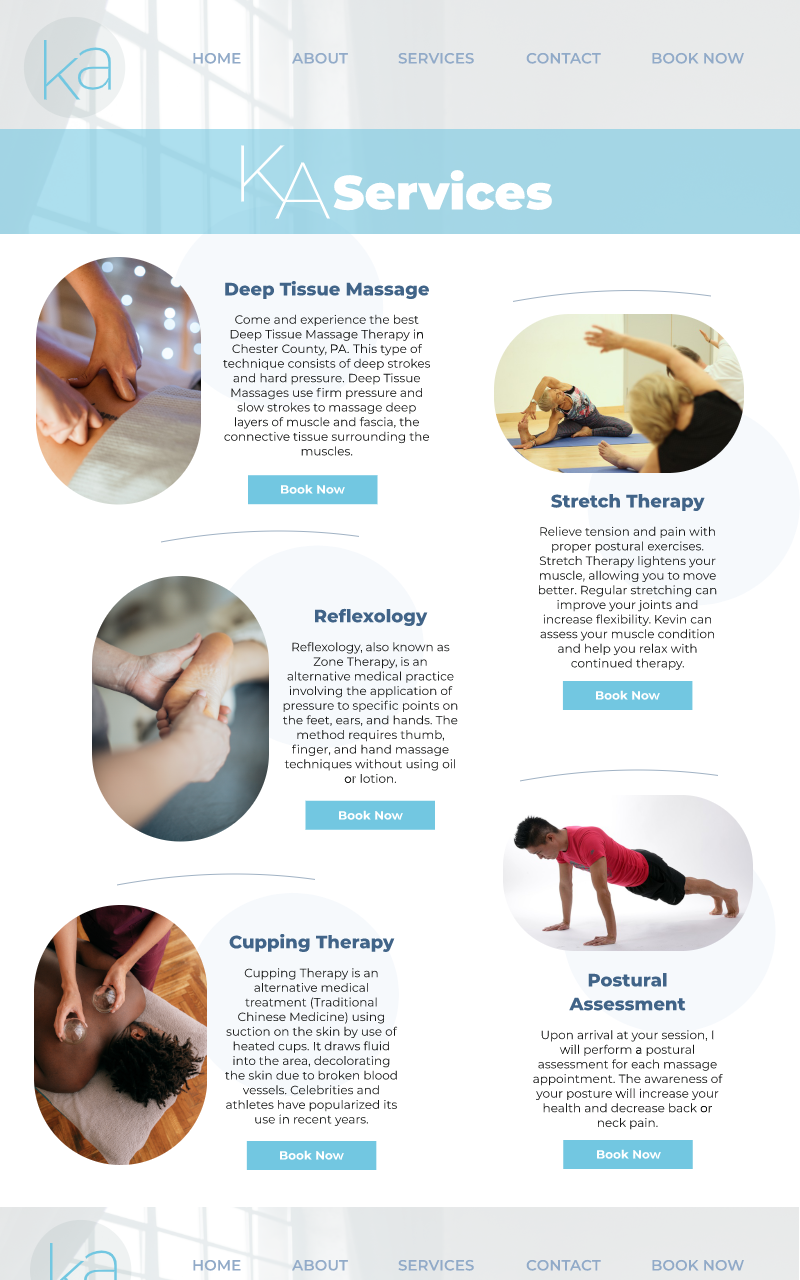 ka
HOME ABOUT SERVICES CONTACT BOOK NOW
KA Services
Deep Tissue Massage
Come and experience the best
Deep Tissue Massage Therapy in
Chester County, PA. This type of
technique consists of deep strokes
and hard pressure. Deep Tissue
Massages use firm pressure and
slow strokes to massage deep
layers of muscle and fascia, the
connective tissue surrounding the
muscles.
Book Now
Reflexology
Reflexology, also known as
Zone Therapy, is an
alternative medical practice
involving the application of
pressure to specific points on
the feet, ears, and hands. The
method requires thumb,
finger, and hand massage
techniques without using oil
or lotion.
Book Now
Cupping Therapy
Cupping Therapy is an
alternative medical
treatment (Traditional
Chinese Medicine) using
suction on the skin by use of
heated cups. It draws fluid
into the area, decolorating
the skin due to broken blood
vessels. Celebrities and
athletes have popularized its
use in recent years.
Book Now
Stretch Therapy
Relieve tension and pain with
proper postural exercises.
Stretch Therapy lightens your
muscle, allowing you to move
better. Regular stretching can
improve your joints and
increase flexibility. Kevin can
assess your muscle condition
and help you relax with
continued therapy.
Book Now
Postural
Assessment
Upon arrival at your session, I
will perform a postural
assessment for each massage
appointment. The awareness of
your posture will increase your
health and decrease back or
neck pain.
Book Now
ka
HOME ABOUT SERVICES CONTACT BOOK NOW